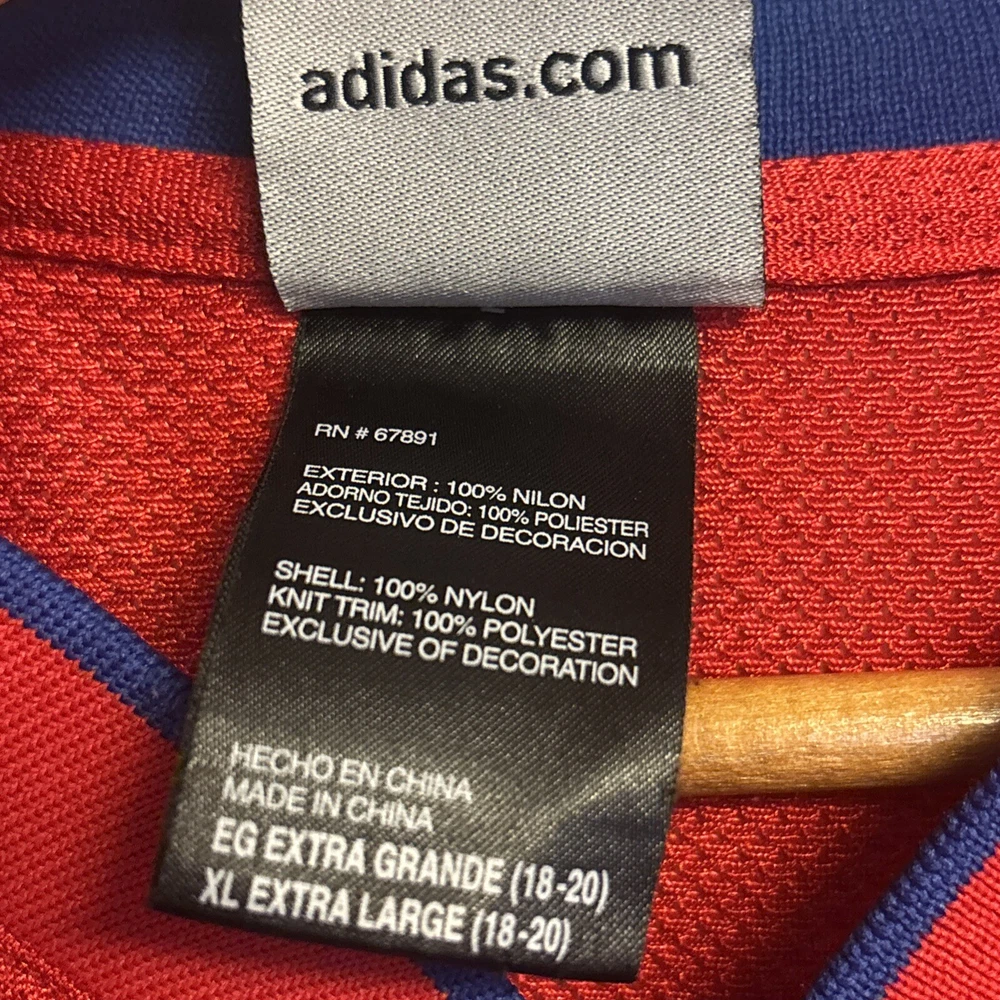 adidas.com
RN # 67891
EXTERIOR : 100% NILON
ADORNO TEJIDO: 100% POLIESTER
EXCLUSIVO DE DECORACION
SHELL: 100% NYLON
KNIT TRIM: 100% POLYESTER
EXCLUSIVE OF DECORATION
HECHO EN CHINA
MADE IN CHINA
EG EXTRA GRANDE (18-20)
XL EXTRA LARGE (18-20)